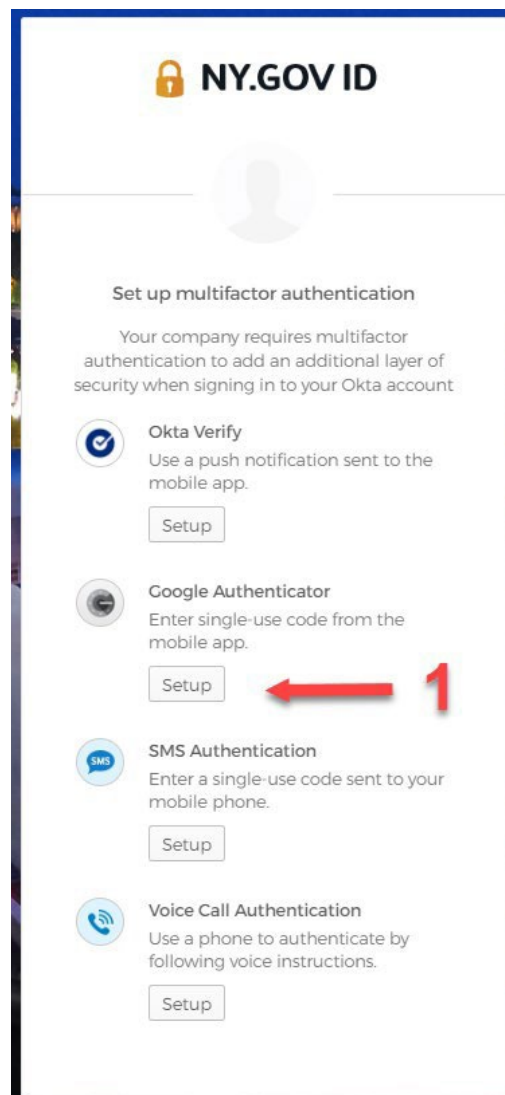 NY.GOV ID
Set up multifactor authentication
Your company requires multifactor
authentication to add an additional layer of
security when signing in to your Okta account
Okta Verify
Use a push notification sent to the
mobile app.
Setup
Google Authenticator
Enter single-use code from the
mobile app.
Setup
1
SMS
SMS Authentication
Enter a single-use code sent to your
mobile phone.
Setup
Voice Call Authentication
Use a phone to authenticate by
following voice instructions.
Setup